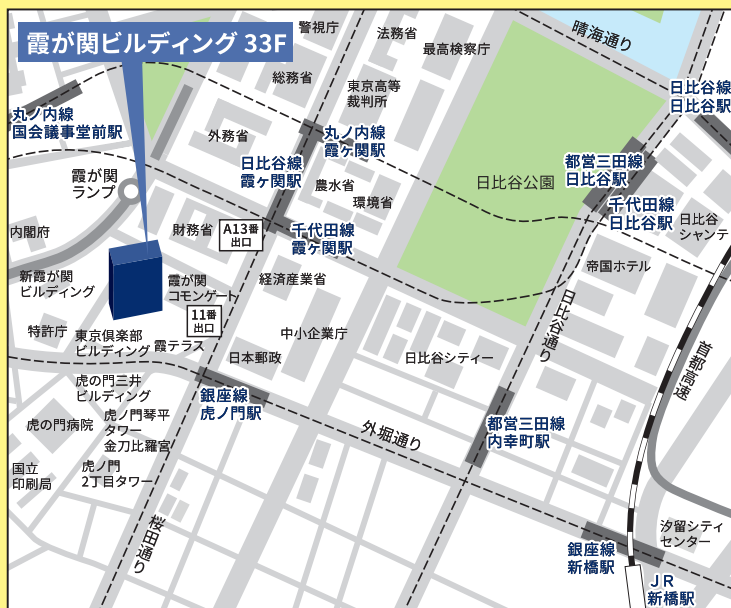 霞が関ビルディング 33F
警視庁
法務省
最高検察庁
晴海通り
総務省
東京高等
裁判所
日比谷線
日比谷駅
丸ノ内線
国会議事堂前駅
外務省
丸ノ内線
霞ケ関駅
日比谷線
霞ケ関駅
都営三田線
日比谷駅
霞が関
ランプ
農水省
環境省
日比谷公園
千代田線
日比谷駅
日比谷
シャンテ
内閣府
財務省
A13番
出口
千代田線
霞ケ関駅
帝国ホテル
新霞が関
ビルディング
霞が関
コモンゲート
経済産業省
日比谷通り
11番
出口
特許庁
東京倶楽部
ビルディング
霞テラス
中小企業庁
日本郵政
日比谷シティー
首都高速
虎の門三井
ビルディング
銀座線
虎ノ門駅
虎の門病院
虎ノ門琴平
タワー
金刀比羅宮
外堀通り
都営三田線
内幸町駅
国立
印刷局
虎ノ門
2丁目タワー
桜田通り
汐留シティ
センター
銀座線
新橋駅
JR
新橋駅